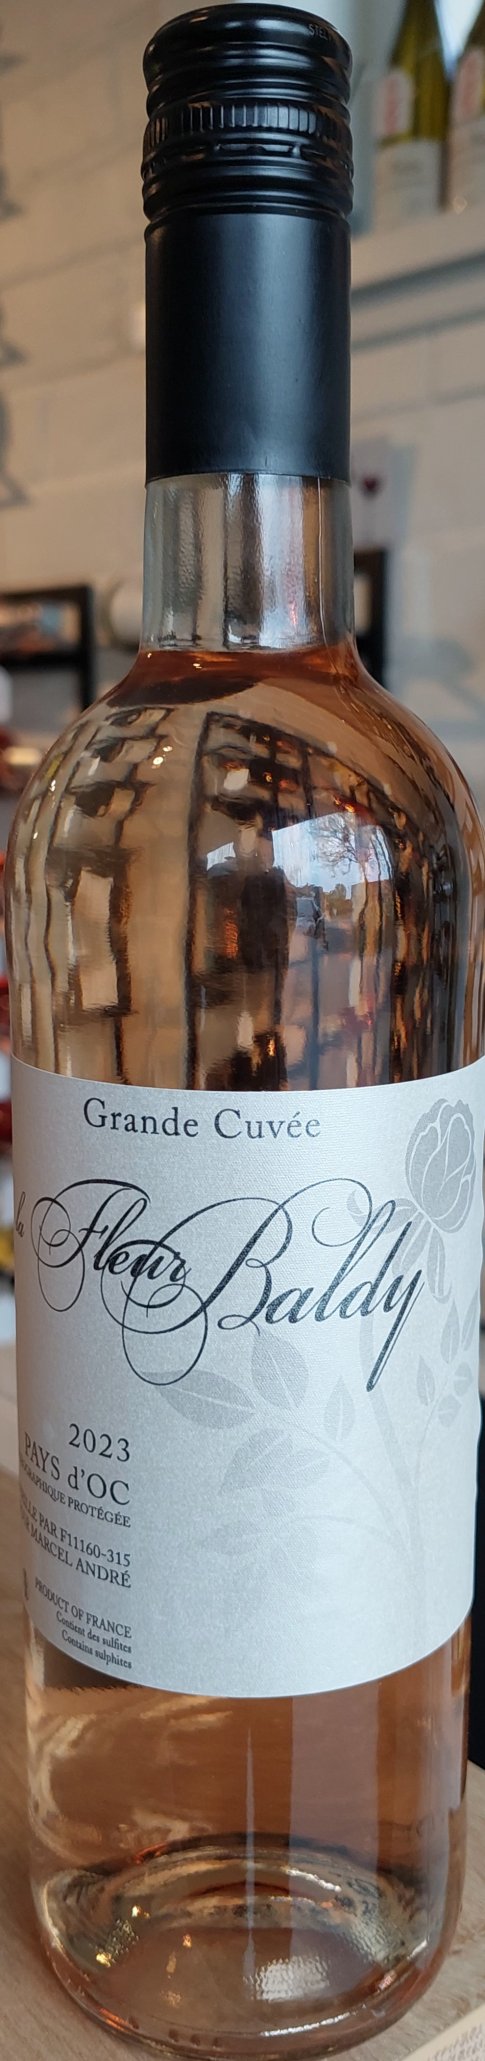 Grande Cuvée
la Fleur Baldy
2023
PAYS d'OC
PROTÉGÉE
PAR F11160-315
MARCEL ANDRÉ
PRODUCT OF FRANCE
Contient des sulfites
Contains sulphites